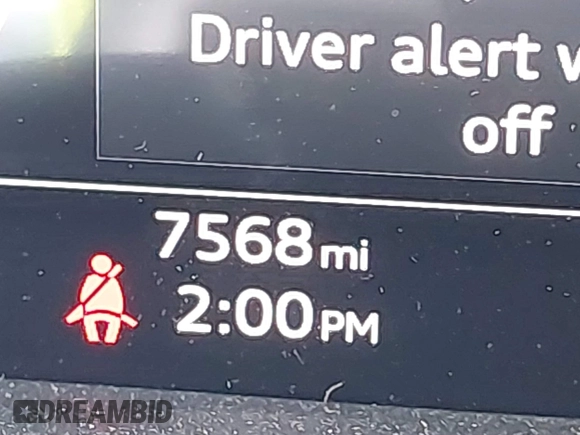 Driver alert w
off
7568 mi
2:00 PM
DREAMBID